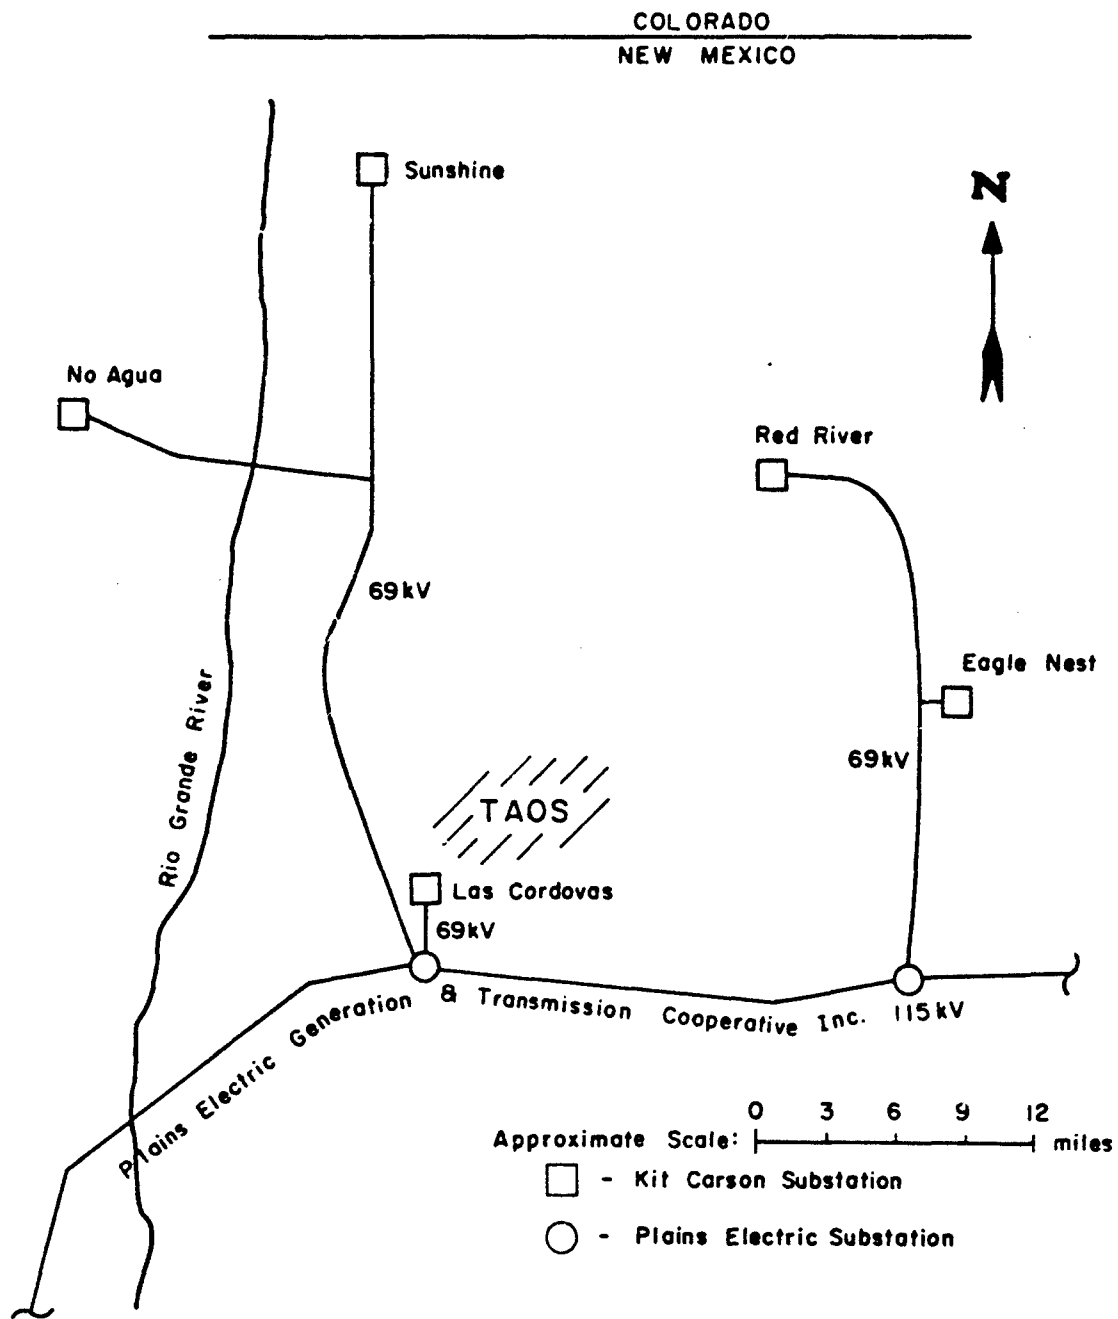 COLORADO
NEW MEXICO
Sunshine
N
No Agua
Red River
69kV
Eagle Nest
Rio Grande River
69kV
TAOS
Las Cordovas
69kV
Plains Electric Generation & Transmission Cooperative Inc. 115kV
0 3 6 9 12
Approximate Scale: miles
- Kit Carson Substation
- Plains Electric Substation